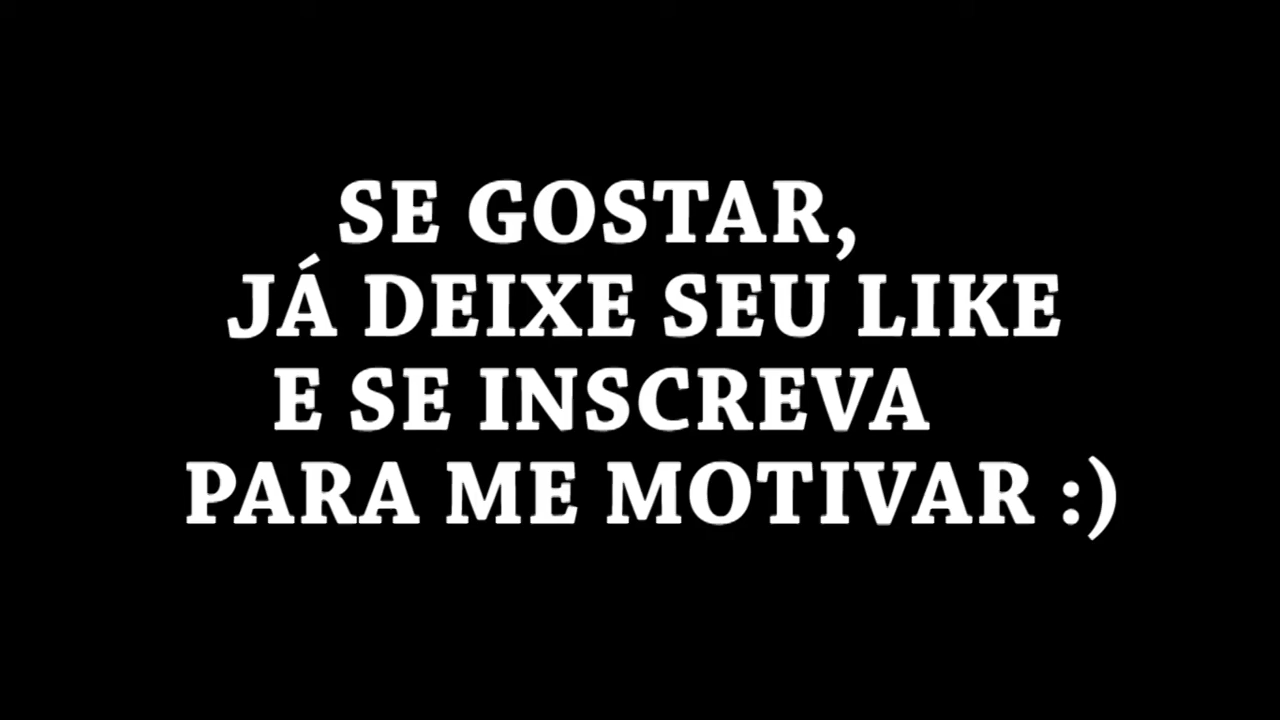 SE GOSTAR,
JÁ DEIXE SEU LIKE
E SE INSCREVA
PARA ME MOTIVAR :)